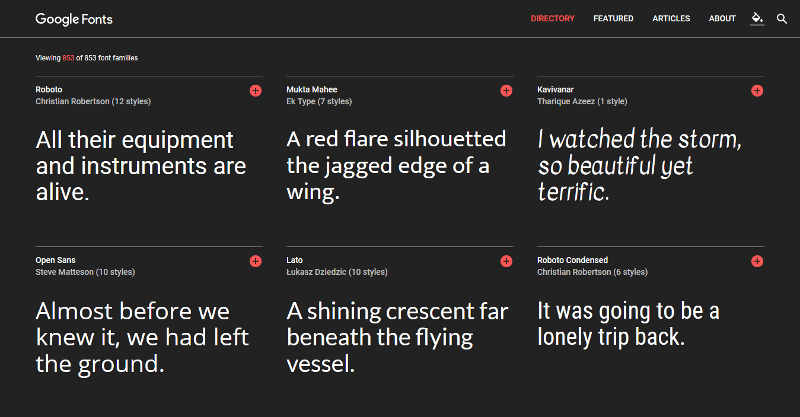 Google Fonts
DIRECTORY FEATURED ARTICLES ABOUT
Viewing 853 of 853 font families
Roboto
Christian Robertson (12 styles)
All their equipment
and instruments are
alive.
Mukta Mahee
Ek Type (7 styles)
A red flare silhouetted
the jagged edge of a
wing.
Kavivanar
Tharique Azeez (1 style)
I watched the storm,
so beautiful yet
terrific.
Open Sans
Steve Matteson (10 styles)
Almost before we
knew it, we had left
the ground.
Lato
Łukasz Dziedzic (10 styles)
A shining crescent far
beneath the flying
vessel.
Roboto Condensed
Christian Robertson (6 styles)
It was going to be a
lonely trip back.